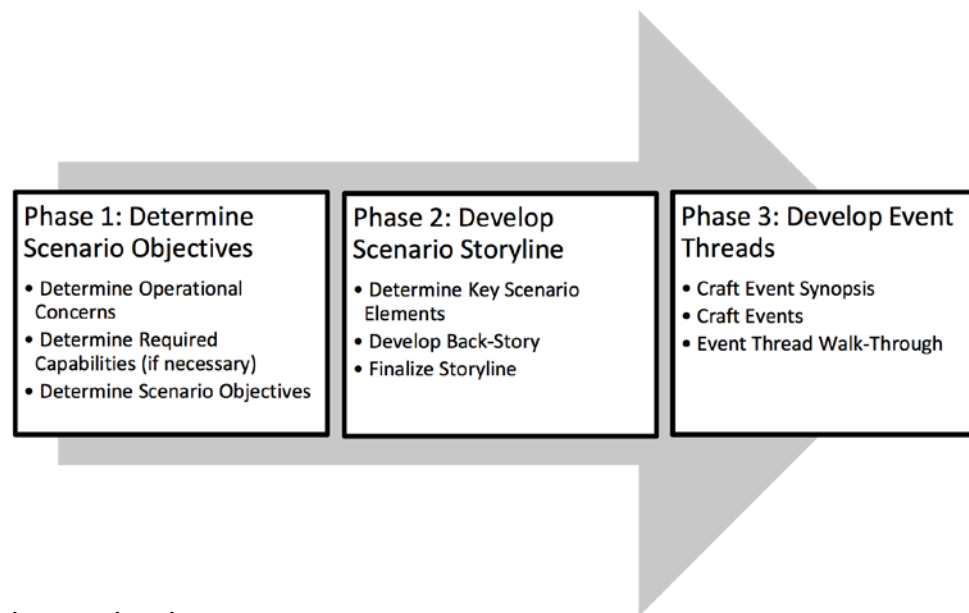 Phase 1: Determine
Scenario Objectives
• Determine Operational
Concerns
• Determine Required
Capabilities (if necessary)
• Determine Scenario Objectives
Phase 2: Develop
Scenario Storyline
• Determine Key Scenario
Elements
• Develop Back-Story
• Finalize Storyline
Phase 3: Develop Event
Threads
• Craft Event Synopsis
• Craft Events
• Event Thread Walk-Through